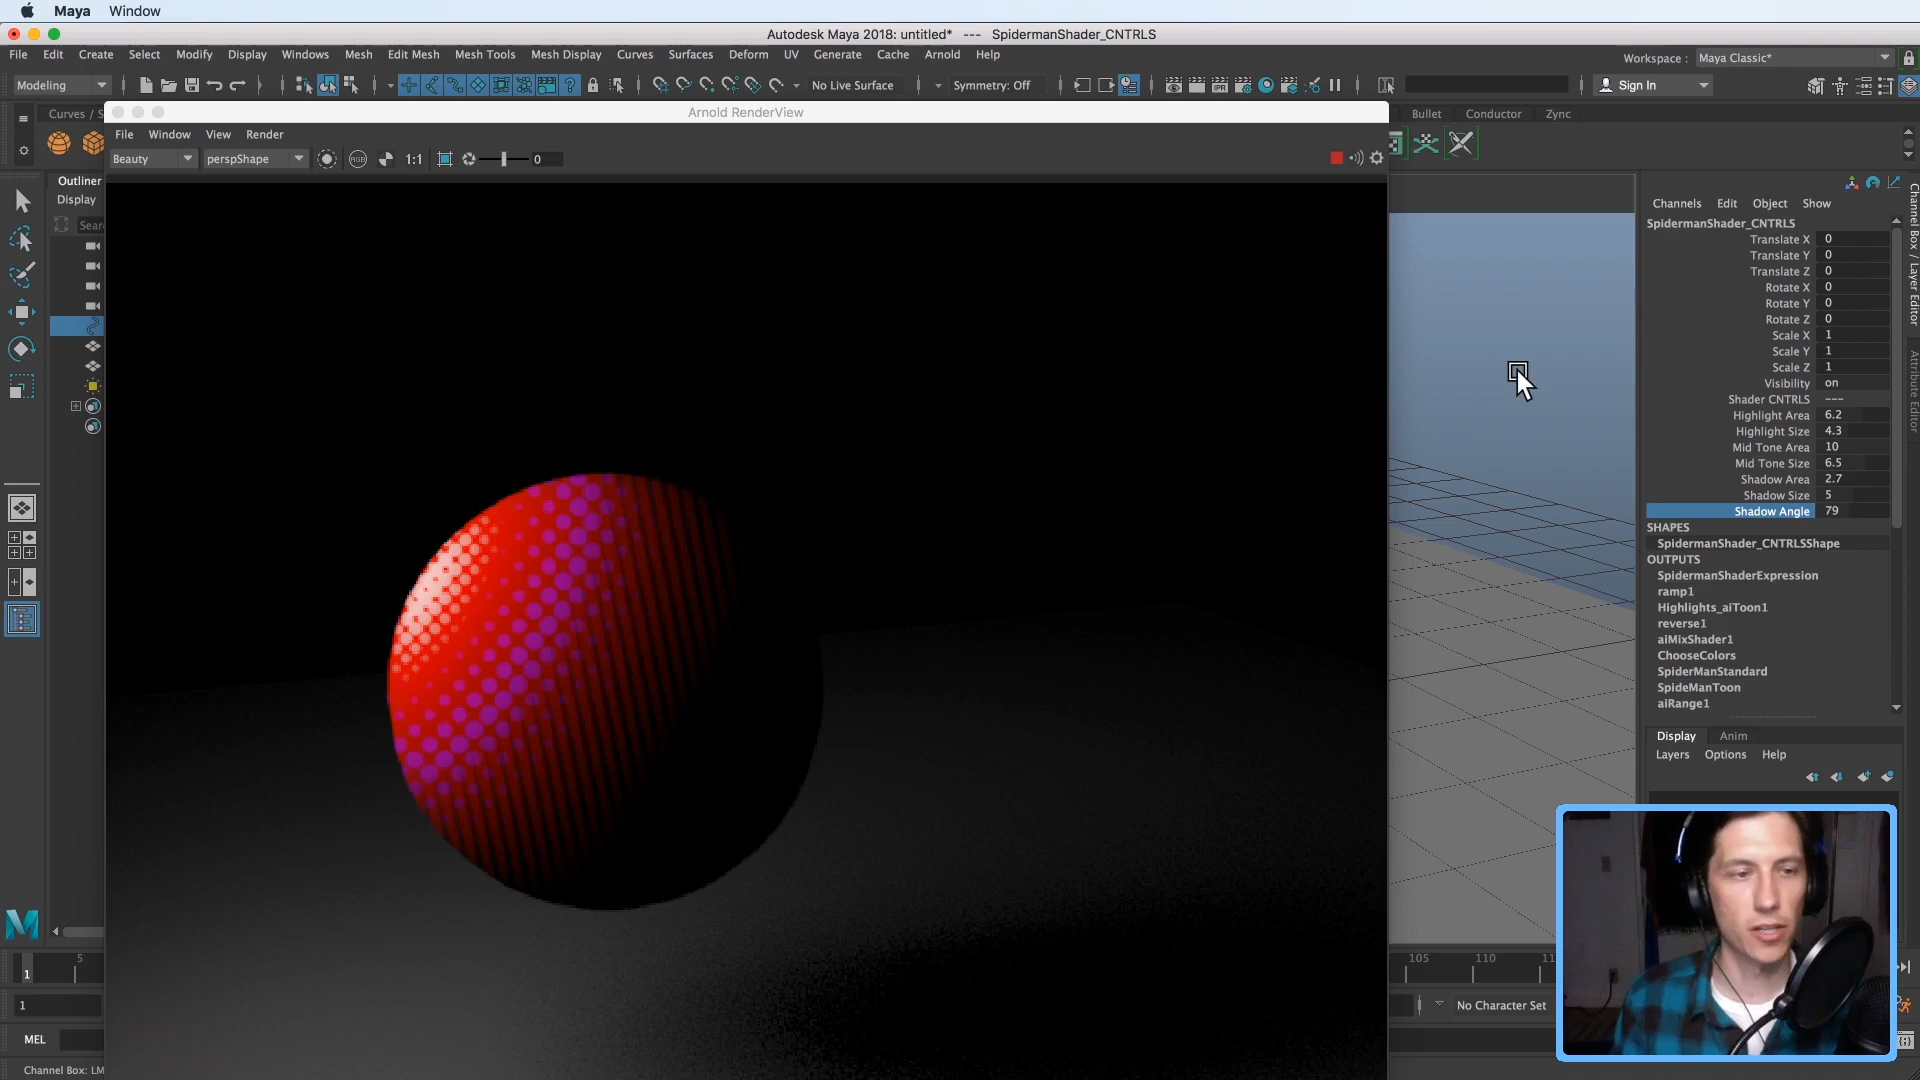 Maya Window
Autodesk Maya 2018: untitled* --- SpidermanShader_CNTRLS
File Edit Create Select Modify Display Windows Mesh Edit Mesh Mesh Tools Mesh Display Curves Surfaces Deform UV Generate Cache Arnold Help
Workspace : Maya Classic*
Modeling
No Live Surface
Symmetry: Off
Sign In
Curves / S
Arnold RenderView
Bullet Conductor Zync
File Window View Render
Beauty perspShape
RGB
1:1
0
Outliner
Display
Sear
Channels Edit Object Show
SpidermanShader_CNTRLS
Translate X 0
Translate Y 0
Translate Z 0
Rotate X 0
Rotate Y 0
Rotate Z 0
Scale X 1
Scale Y 1
Scale Z 1
Visibility on
Shader CNTRLS ---
Highlight Area 6.2
Highlight Size 4.3
Mid Tone Area 10
Mid Tone Size 6.5
Shadow Area 2.7
Shadow Size 5
Shadow Angle 79
SHAPES
SpidermanShader_CNTRLSShape
OUTPUTS
SpidermanShaderExpression
ramp1
Highlights_aiToon1
reverse1
aiMixShader1
ChooseColors
SpiderManStandard
SpideManToon
aiRange1
Channel Box / Layer Editor
Attribute Editor
Display Anim
Layers Options Help
5
1
105 110 11
1
No Character Set
MEL
Channel Box: LM